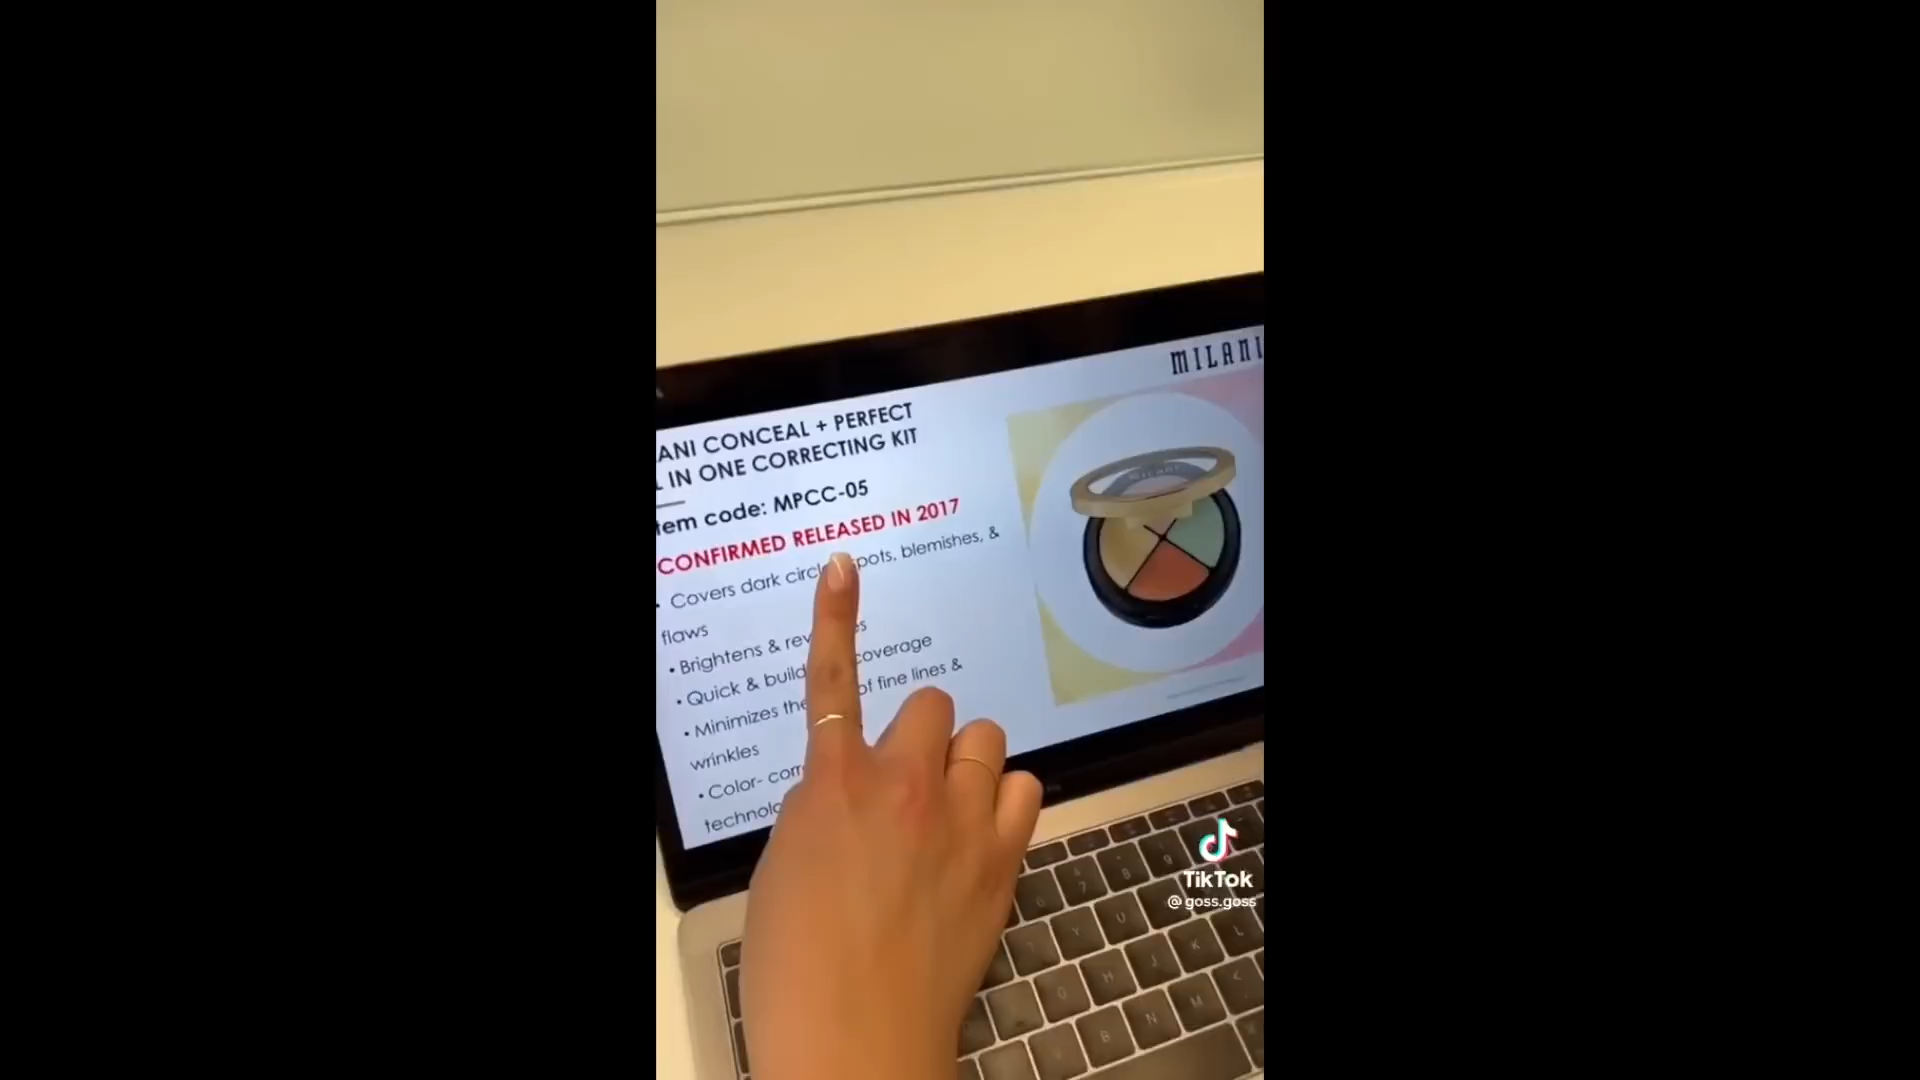 MILANI
ANI CONCEAL + PERFECT
L IN ONE CORRECTING KIT
tem code: MPCC-05
CONFIRMED RELEASED IN 2017
• Covers dark circle spots, blemishes, &
flaws
• Brightens & rev es
• Quick & build coverage
• Minimizes the of fine lines &
wrinkles
• Color- corr
technolo
TikTok
@goss.goss